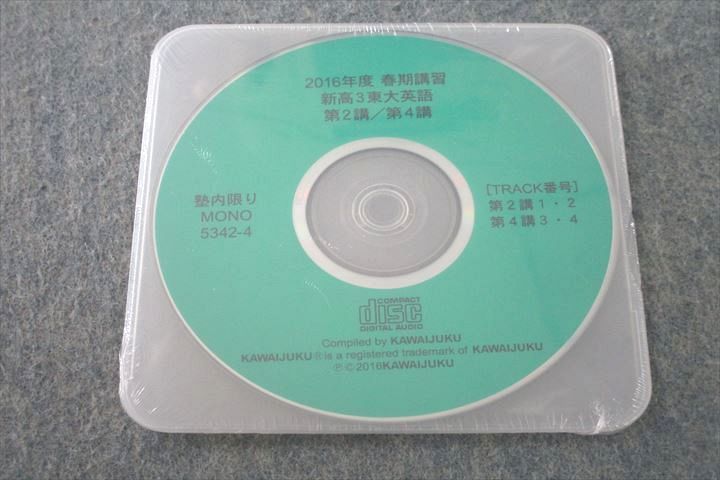 2016年度 春期講習
新高3東大英語
第2講／第4講
塾内限り
MONO
5342-4
[TRACK番号]
第2講1・2
第4講3・4
COMPACT
disc
DIGITAL AUDIO
Compiled by KAWAIJUKU
KAWAIJUKU®is a registered trademark of KAWAIJUKU
Ⓟ©2016KAWAIJUKU